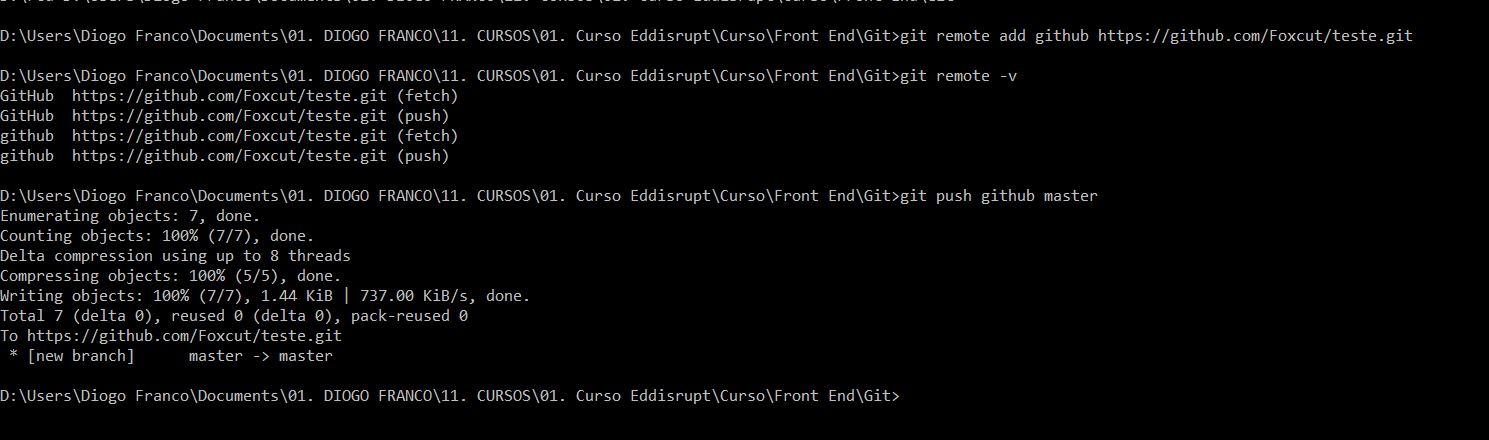 D:\Users\Diogo Franco\Documents\01. DIOGO FRANCO\11. CURSOS\01. Curso Eddisrupt\Curso\Front End\Git>git remote add github https://github.com/Foxcut/teste.git
D:\Users\Diogo Franco\Documents\01. DIOGO FRANCO\11. CURSOS\01. Curso Eddisrupt\Curso\Front End\Git>git remote -v
GitHub  https://github.com/Foxcut/teste.git (fetch)
GitHub  https://github.com/Foxcut/teste.git (push)
github  https://github.com/Foxcut/teste.git (fetch)
github  https://github.com/Foxcut/teste.git (push)
D:\Users\Diogo Franco\Documents\01. DIOGO FRANCO\11. CURSOS\01. Curso Eddisrupt\Curso\Front End\Git>git push github master
Enumerating objects: 7, done.
Counting objects: 100% (7/7), done.
Delta compression using up to 8 threads
Compressing objects: 100% (5/5), done.
Writing objects: 100% (7/7), 1.44 KiB | 737.00 KiB/s, done.
Total 7 (delta 0), reused 0 (delta 0), pack-reused 0
To https://github.com/Foxcut/teste.git
 * [new branch]      master -> master
D:\Users\Diogo Franco\Documents\01. DIOGO FRANCO\11. CURSOS\01. Curso Eddisrupt\Curso\Front End\Git>